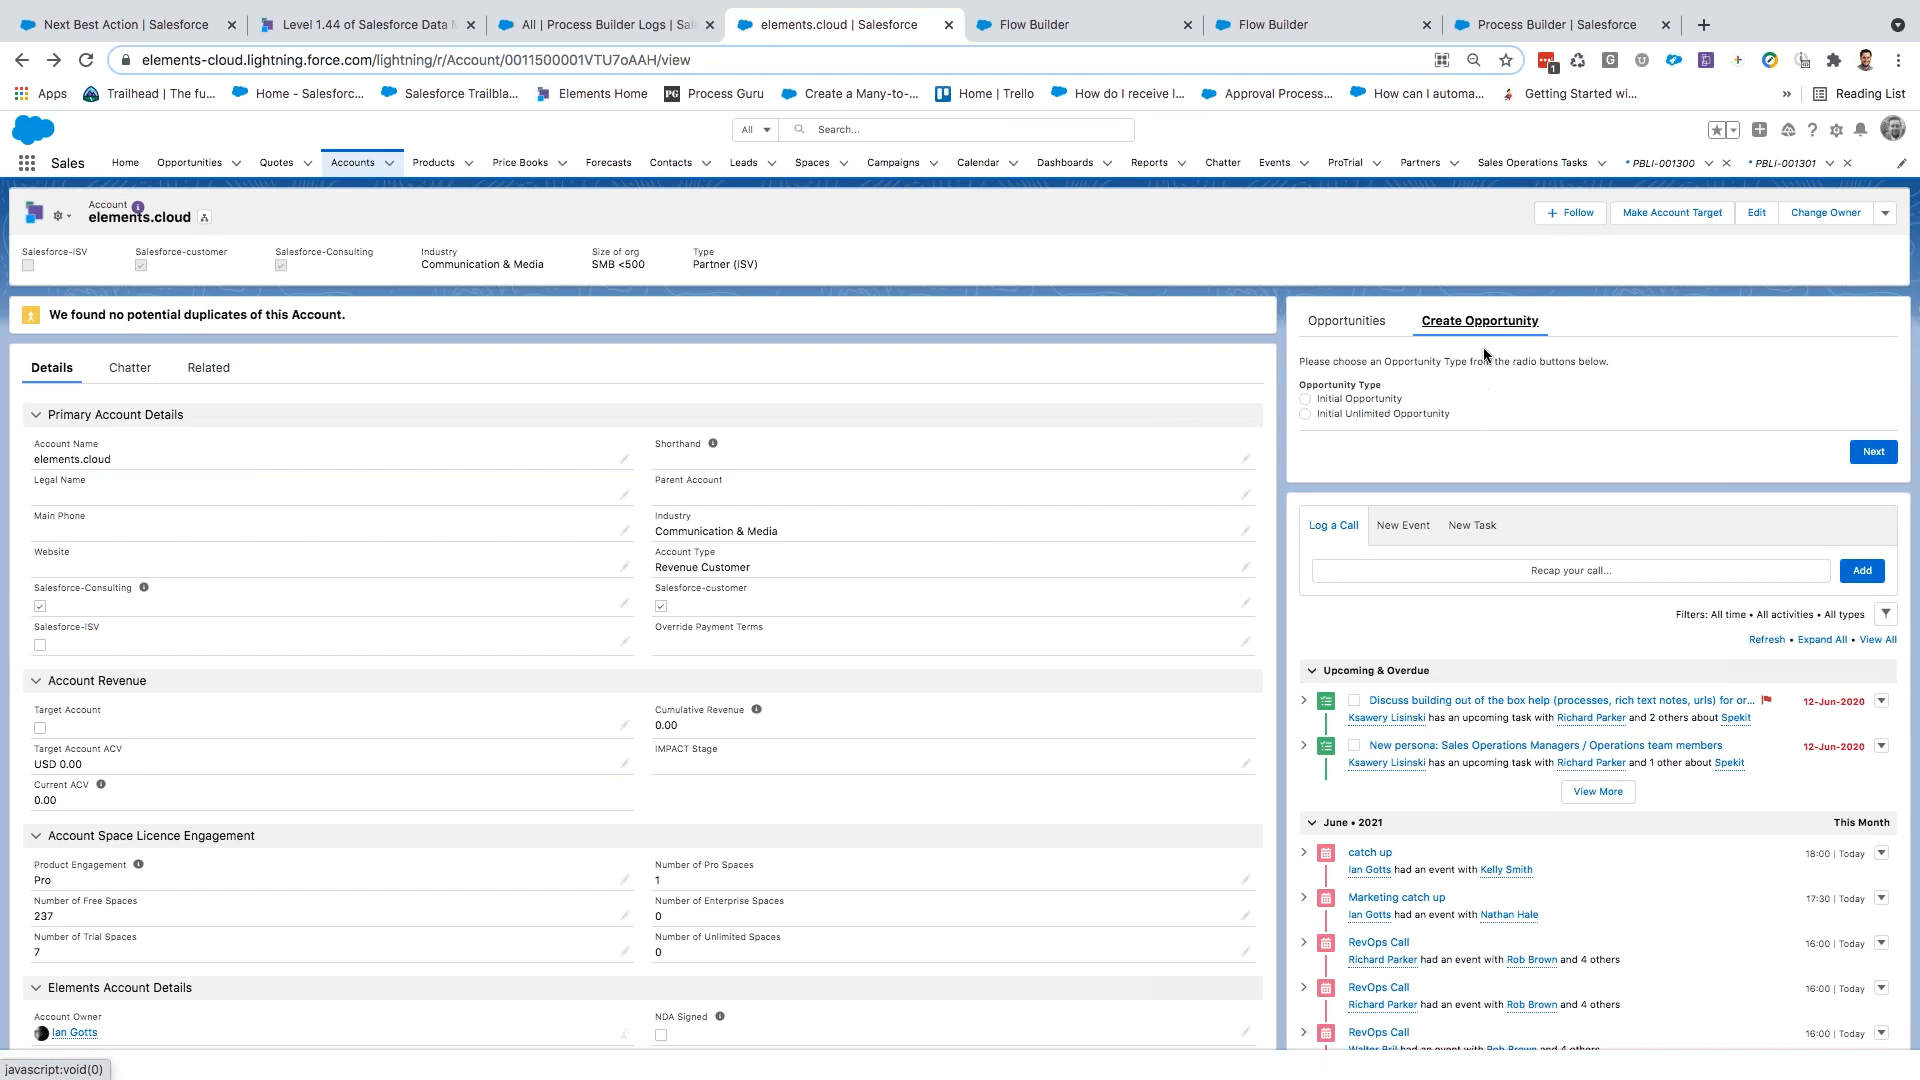 Next Best Action | Salesforce
Level 1.44 of Salesforce Data M
All | Process Builder Logs | Sal
elements.cloud | Salesforce
Flow Builder
Flow Builder
Process Builder | Salesforce
elements-cloud.lightning.force.com/lightning/r/Account/0011500001VTU7oAAH/view
1
Apps
Trailhead | The fu...
Home - Salesforc...
Salesforce Trailbla...
Elements Home
PG Process Guru
Create a Many-to-...
Home | Trello
How do I receive I...
Approval Process...
How can I automa...
Getting Started wi...
»
Reading List
All
Search...
Sales
Home
Opportunities
Quotes
Accounts
Products
Price Books
Forecasts
Contacts
Leads
Spaces
Campaigns
Calendar
Dashboards
Reports
Chatter
Events
ProTrial
Partners
Sales Operations Tasks
* PBLI-001300
* PBLI-001301
Account
elements.cloud
+ Follow
Make Account Target
Edit
Change Owner
Salesforce-ISV
Salesforce-customer
Salesforce-Consulting
Industry
Communication & Media
Size of org
SMB <500
Type
Partner (ISV)
We found no potential duplicates of this Account.
Details
Chatter
Related
Primary Account Details
Account Name
elements.cloud
Shorthand
Legal Name
Parent Account
Main Phone
Industry
Communication & Media
Website
Account Type
Revenue Customer
Salesforce-Consulting
Salesforce-customer
Salesforce-ISV
Override Payment Terms
Account Revenue
Target Account
Cumulative Revenue
0.00
Target Account ACV
USD 0.00
IMPACT Stage
Current ACV
0.00
Account Space Licence Engagement
Product Engagement
Pro
Number of Pro Spaces
1
Number of Free Spaces
237
Number of Enterprise Spaces
0
Number of Trial Spaces
7
Number of Unlimited Spaces
0
Elements Account Details
Account Owner
Ian Gotts
NDA Signed
Opportunities
Create Opportunity
Please choose an Opportunity Type from the radio buttons below.
Opportunity Type
Initial Opportunity
Initial Unlimited Opportunity
Next
Log a Call
New Event
New Task
Recap your call...
Add
Filters: All time • All activities • All types
Refresh • Expand All • View All
Upcoming & Overdue
Discuss building out of the box help (processes, rich text notes, urls) for or...
12-Jun-2020
Ksawery Lisinski has an upcoming task with Richard Parker and 2 others about Spekit
New persona: Sales Operations Managers / Operations team members
12-Jun-2020
Ksawery Lisinski has an upcoming task with Richard Parker and 1 other about Spekit
View More
June • 2021
This Month
catch up
18:00 | Today
Ian Gotts had an event with Kelly Smith
Marketing catch up
17:30 | Today
Ian Gotts had an event with Nathan Hale
RevOps Call
16:00 | Today
Richard Parker had an event with Rob Brown and 4 others
RevOps Call
16:00 | Today
Richard Parker had an event with Rob Brown and 4 others
RevOps Call
16:00 | Today
Walter Bril had an event with Rob Brown and 4 others
javascript:void(0)